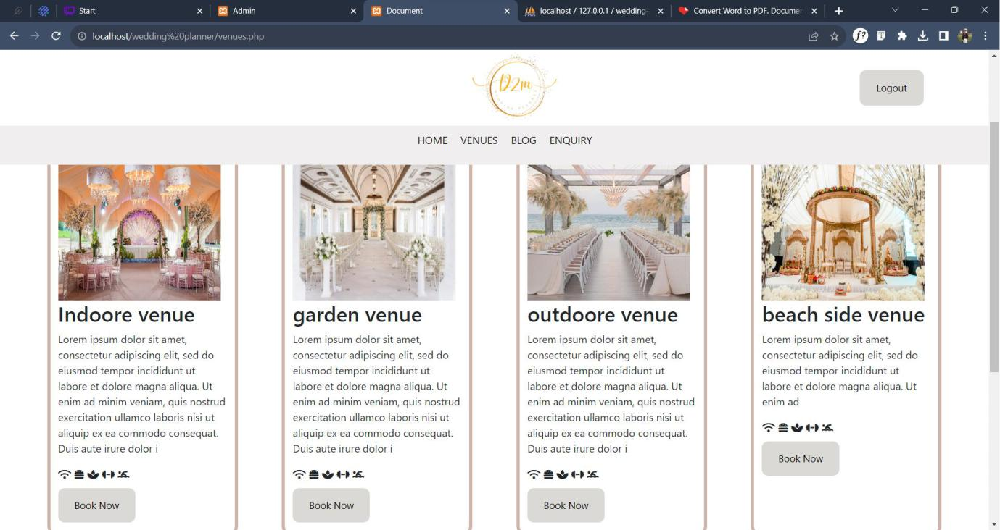 Start
Admin
Document
localhost / 127.0.0.1 / wedding-
Convert Word to PDF. Documen
localhost/wedding%20planner/venues.php
f?
D2m
Logout
HOME VENUES BLOG ENQUIRY
Indoore venue
Lorem ipsum dolor sit amet,
consectetur adipiscing elit, sed do
eiusmod tempor incididunt ut
labore et dolore magna aliqua. Ut
enim ad minim veniam, quis nostrud
exercitation ullamco laboris nisi ut
aliquip ex ea commodo consequat.
Duis aute irure dolor i
Book Now
garden venue
Lorem ipsum dolor sit amet,
consectetur adipiscing elit, sed do
eiusmod tempor incididunt ut
labore et dolore magna aliqua. Ut
enim ad minim veniam, quis nostrud
exercitation ullamco laboris nisi ut
aliquip ex ea commodo consequat.
Duis aute irure dolor i
Book Now
outdoore venue
Lorem ipsum dolor sit amet,
consectetur adipiscing elit, sed do
eiusmod tempor incididunt ut
labore et dolore magna aliqua. Ut
enim ad minim veniam, quis nostrud
exercitation ullamco laboris nisi ut
aliquip ex ea commodo consequat.
Duis aute irure dolor i
Book Now
beach side venue
Lorem ipsum dolor sit amet,
consectetur adipiscing elit, sed do
eiusmod tempor incididunt ut
labore et dolore magna aliqua. Ut
enim ad
Book Now